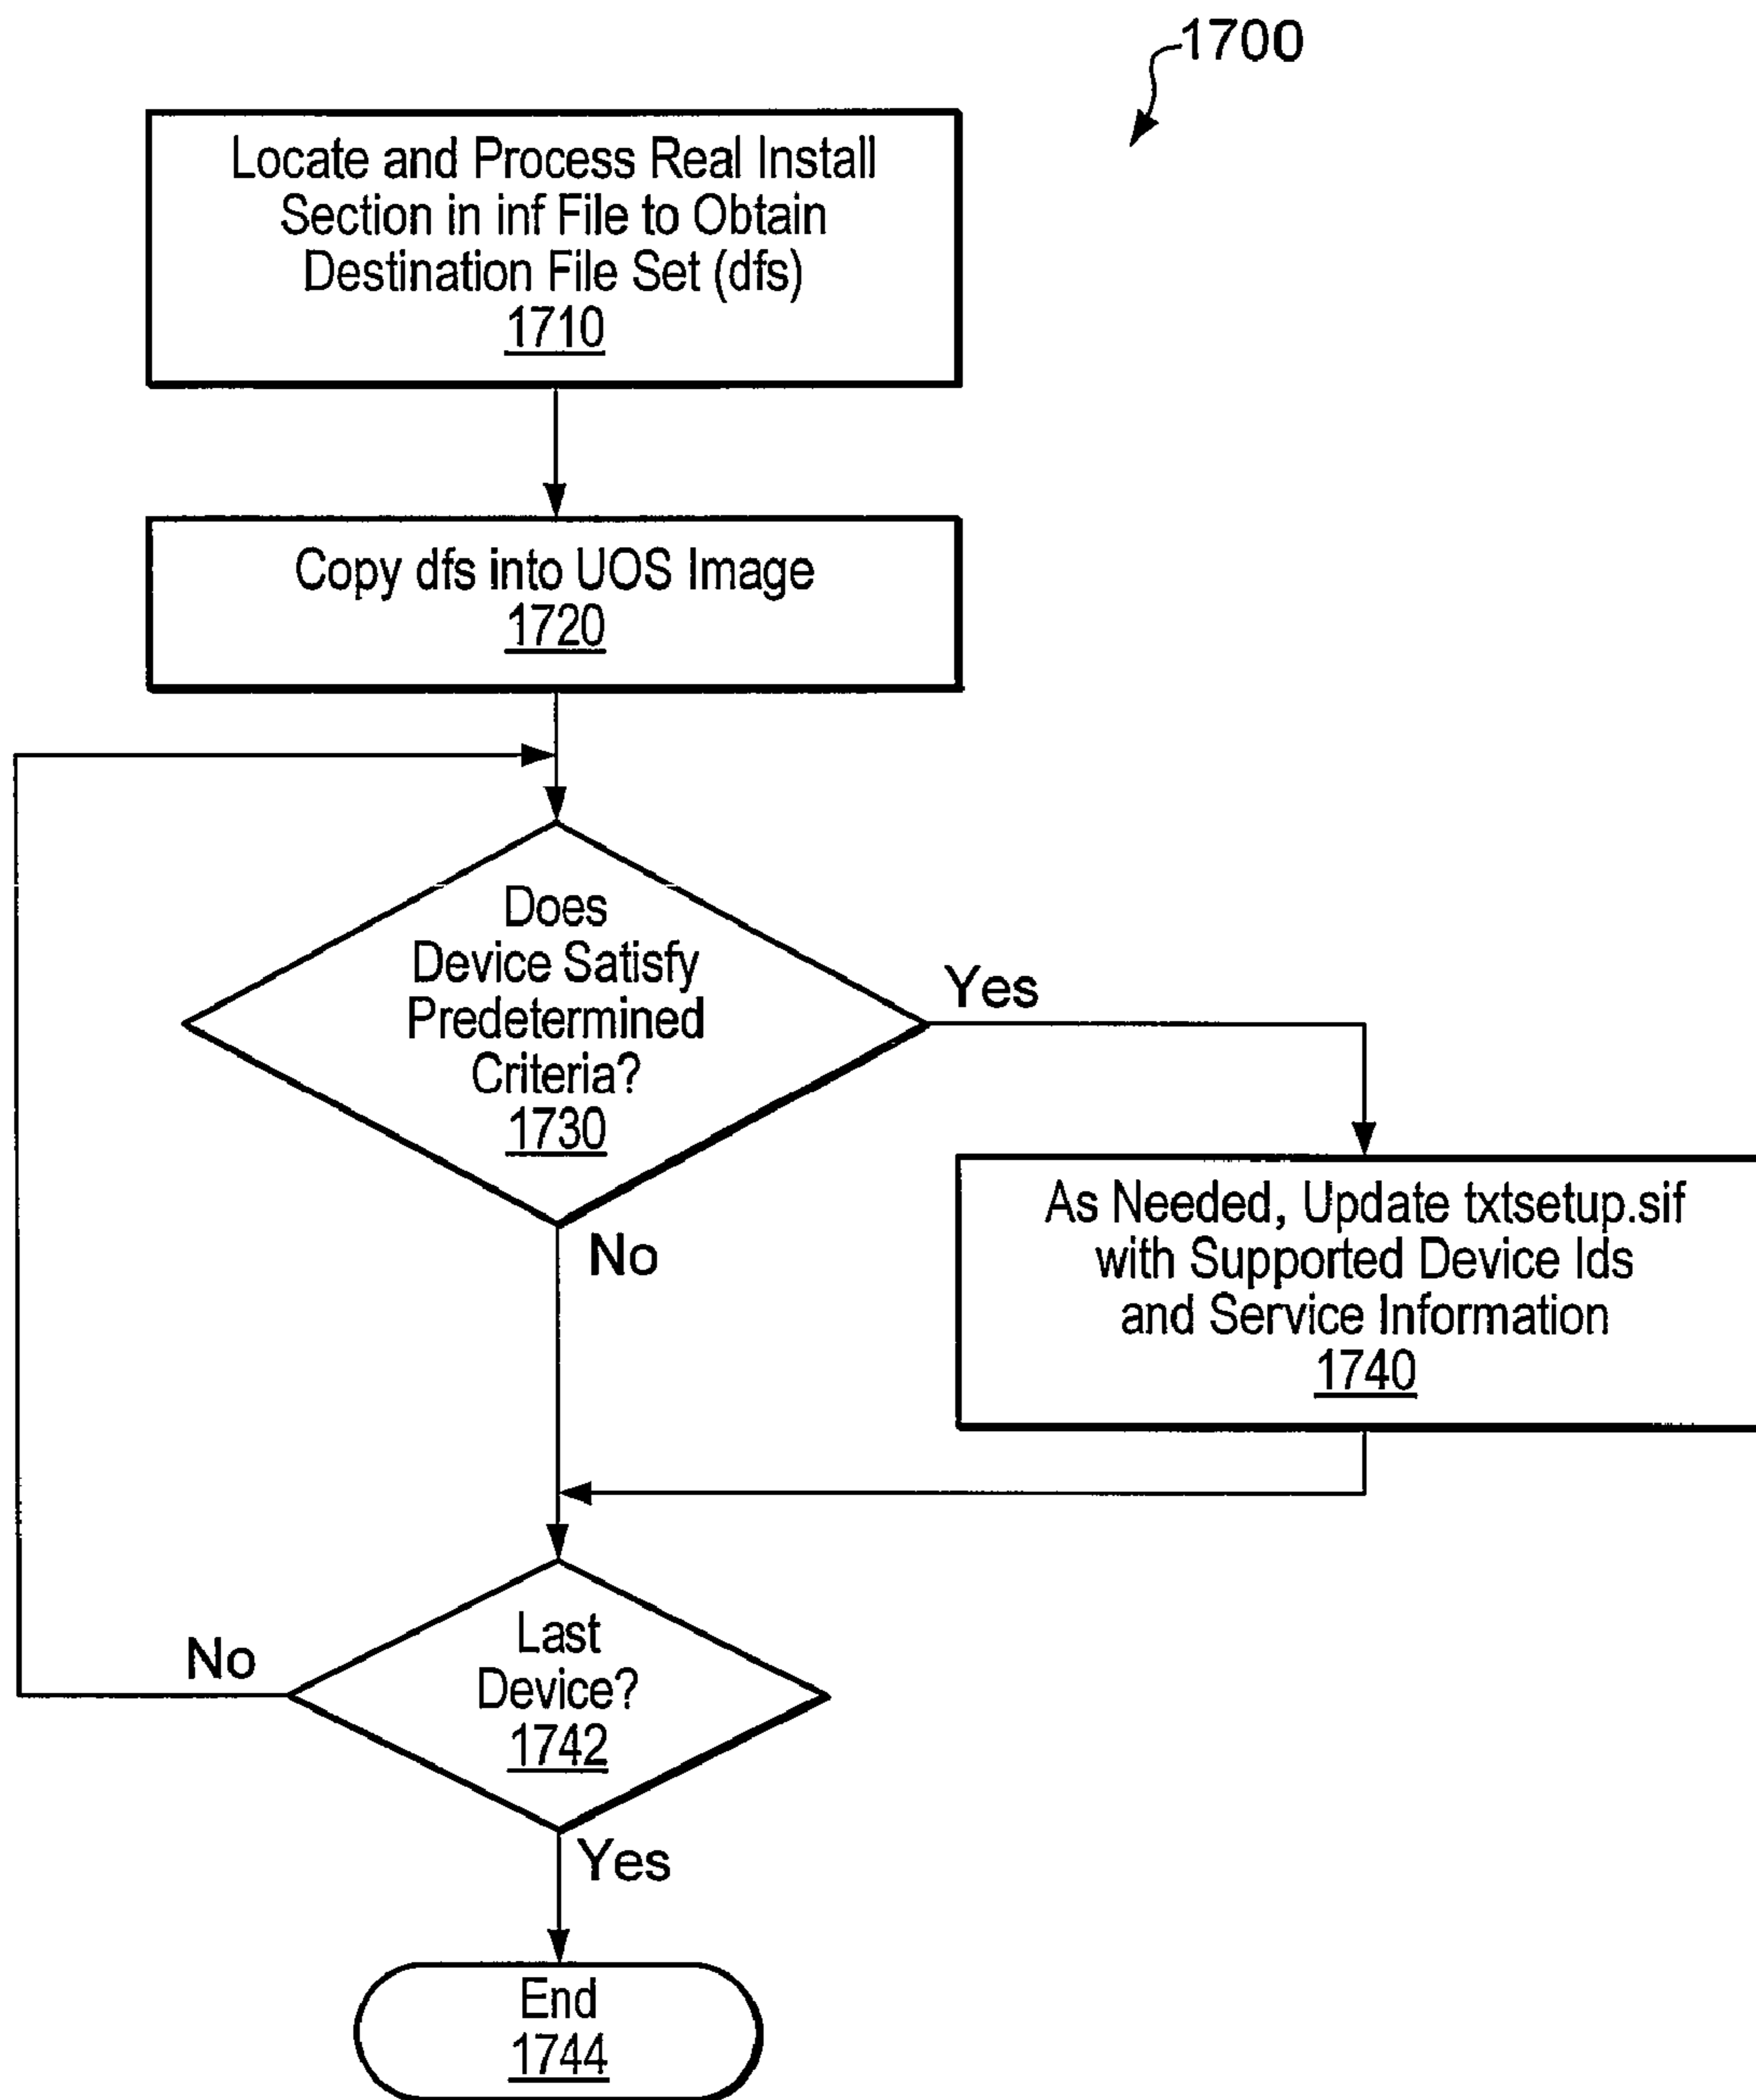 1700
Locate and Process Real Install
Section in inf File to Obtain
Destination File Set (dfs)
1710
Copy dfs into UOS Image
1720
Does
Device Satisfy
Predetermined
Criteria?
1730
Yes
No
As Needed, Update txtsetup.sif
with Supported Device Ids
and Service Information
1740
Last
Device?
1742
No
Yes
End
1744